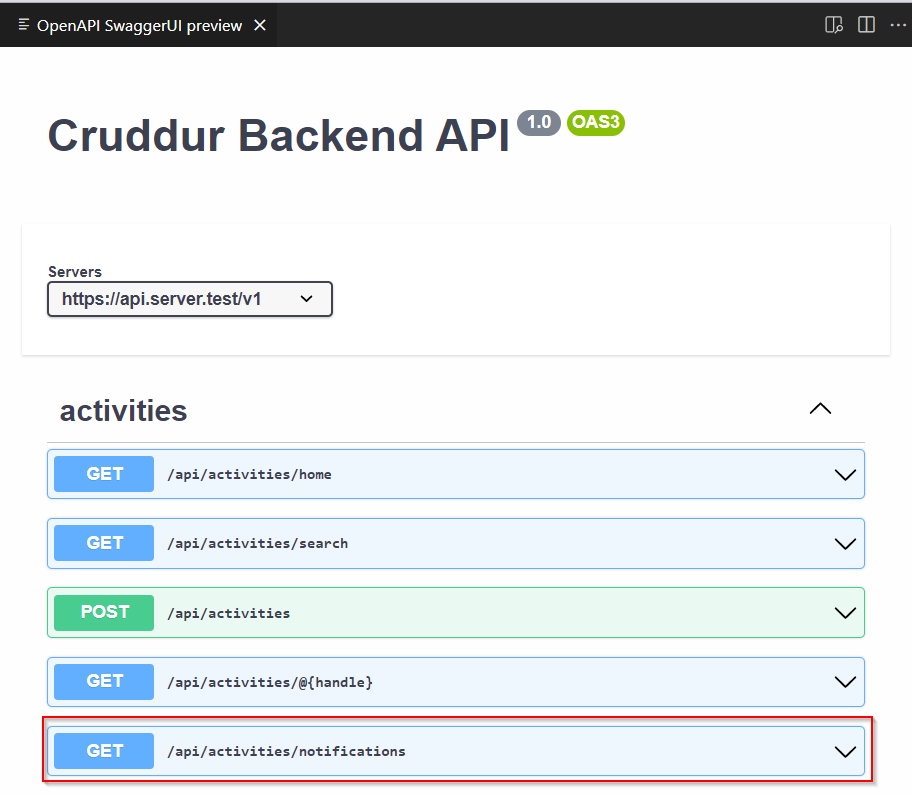 OpenAPI SwaggerUI preview
Cruddur Backend API 1.0 OAS3
Servers
https://api.server.test/v1
activities
GET /api/activities/home
GET /api/activities/search
POST /api/activities
GET /api/activities/@{handle}
GET /api/activities/notifications